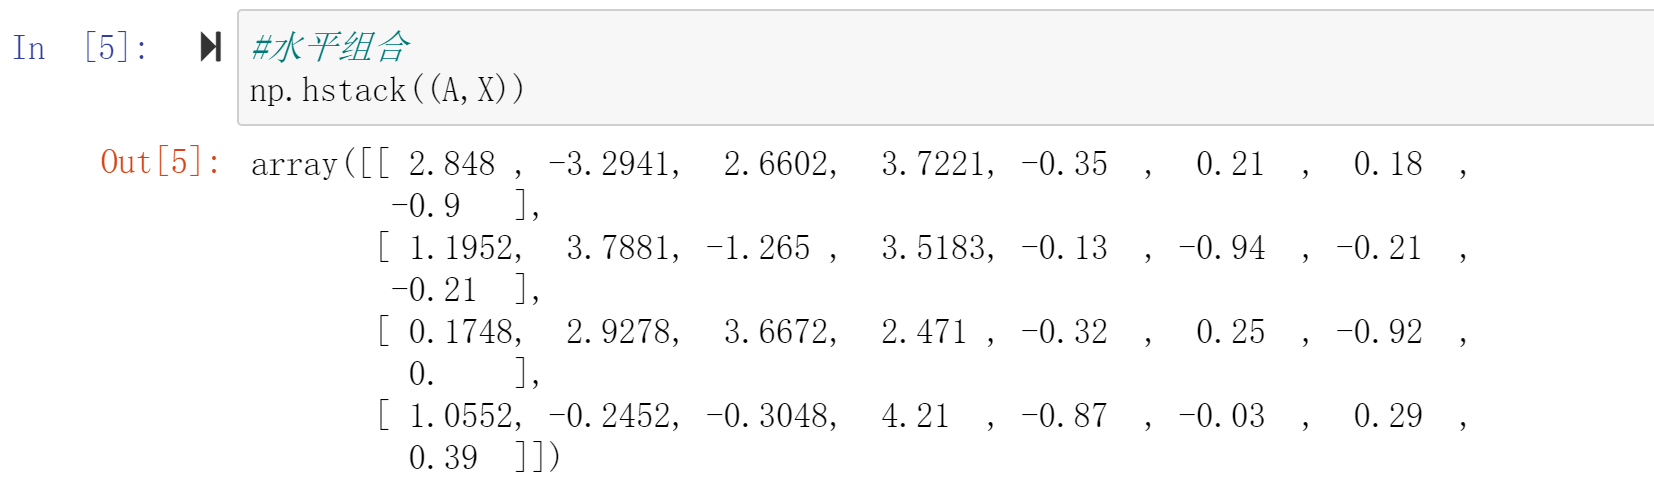 In [5]: #水平组合
np.hstack((A,X))
Out[5]: array([[ 2.848 , -3.2941,  2.6602,  3.7221, -0.35  ,  0.21  ,  0.18  ,
        -0.9   ],
       [ 1.1952,  3.7881, -1.265 ,  3.5183, -0.13  , -0.94  , -0.21  ,
        -0.21  ],
       [ 0.1748,  2.9278,  3.6672,  2.471 , -0.32  ,  0.25  , -0.92  ,
         0.    ],
       [ 1.0552, -0.2452, -0.3048,  4.21  , -0.87  , -0.03  ,  0.29  ,
         0.39  ]])